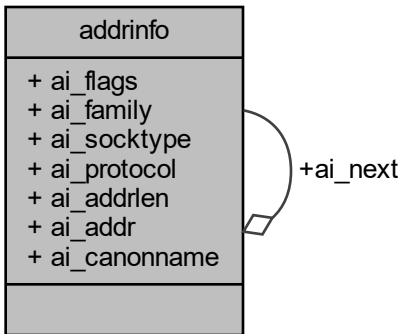 addrinfo
+ ai_flags
+ ai_family
+ ai_socktype
+ ai_protocol
+ ai_addrlen
+ ai_addr
+ ai_canonname
+ai_next